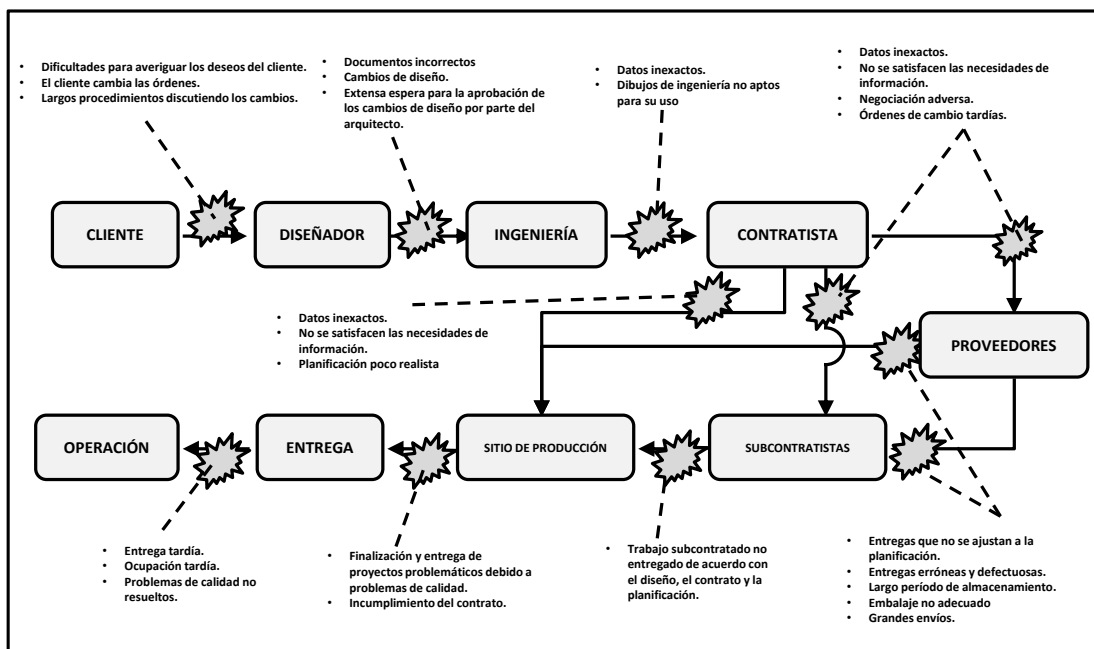 • Dificultades para averiguar los deseos del cliente.
• El cliente cambia las órdenes.
• Largos procedimientos discutiendo los cambios.
• Documentos incorrectos
• Cambios de diseño.
• Extensa espera para la aprobación de
los cambios de diseño por parte del
arquitecto.
• Datos inexactos.
• Dibujos de ingeniería no aptos
para su uso
• Datos inexactos.
• No se satisfacen las necesidades de
información.
• Negociación adversa.
• Órdenes de cambio tardías.
CLIENTE
DISEÑADOR
INGENIERÍA
CONTRATISTA
• Datos inexactos.
• No se satisfacen las necesidades de
información.
• Planificación poco realista
PROVEEDORES
OPERACIÓN
ENTREGA
SITIO DE PRODUCCIÓN
SUBCONTRATISTAS
• Entrega tardía.
• Ocupación tardía.
• Problemas de calidad no
resueltos.
• Finalización y entrega de
proyectos problemáticos debido a
problemas de calidad.
• Incumplimiento del contrato.
• Trabajo subcontratado no
entregado de acuerdo con
el diseño, el contrato y la
planificación.
• Entregas que no se ajustan a la
planificación.
• Entregas erróneas y defectuosas.
• Largo período de almacenamiento.
• Embalaje no adecuado
• Grandes envíos.